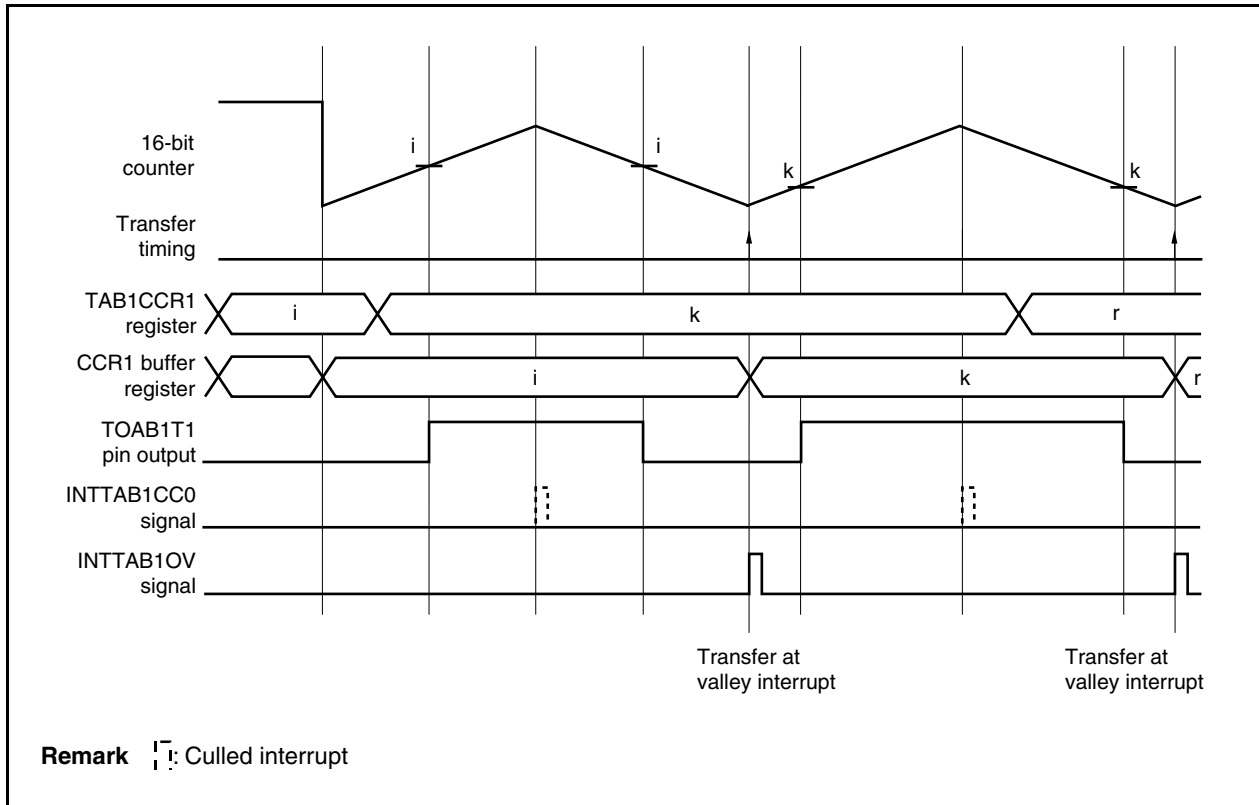 16-bit
counter
i
i
k
k
Transfer
timing
TAB1CCR1
register
i
k
r
CCR1 buffer
register
i
k
r
TOAB1T1
pin output
INTTAB1CC0
signal
INTTAB1OV
signal
Transfer at
valley interrupt
Transfer at
valley interrupt
Remark : Culled interrupt